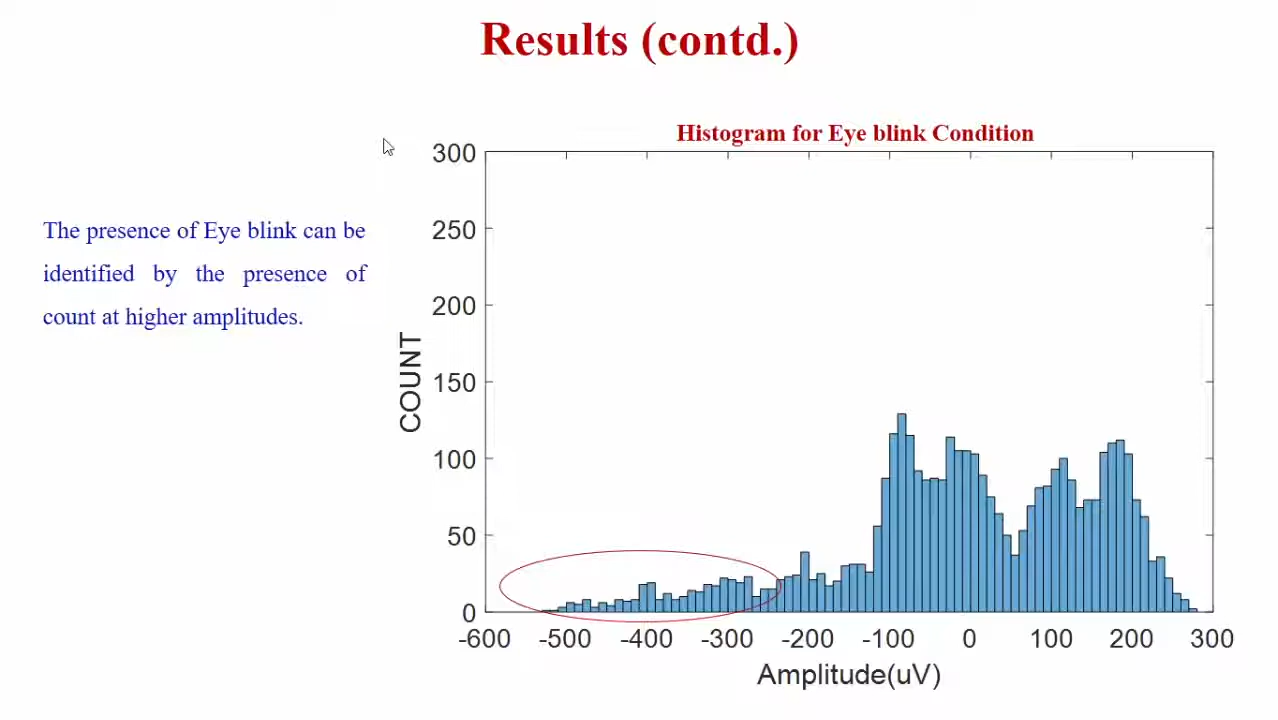 Results (contd.)
Histogram for Eye blink Condition
The presence of Eye blink can be
identified by the presence of
count at higher amplitudes.
300
250
200
150
100
50
0
COUNT
-600 -500 -400 -300 -200 -100 0 100 200 300
Amplitude(uV)